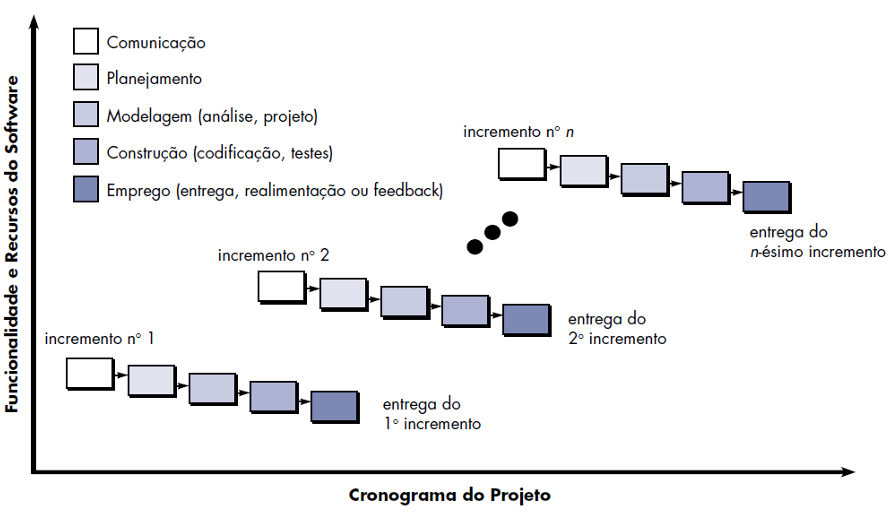 Funcionalidade e Recursos do Software
Comunicação
Planejamento
Modelagem (análise, projeto)
Construção (codificação, testes)
Emprego (entrega, realimentação ou feedback)
incremento n° n
entrega do
n-ésimo incremento
incremento n° 2
entrega do
2° incremento
incremento n° 1
entrega do
1° incremento
Cronograma do Projeto